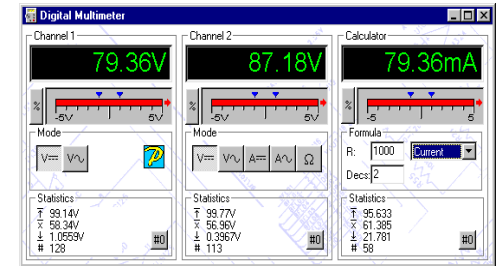 Digital Multimeter
Channel 1
79.36V
%
-5V 5V
Mode
V V
Statistics
99.14V
x 58.34V
1.0559V
# 128
#0
Channel 2
87.18V
%
-5V 5V
Mode
V V A A Ω
Statistics
99.77V
x 56.96V
0.3967V
# 113
#0
Calculator
79.36mA
%
-5 5
Formula
R: 1000 Current
Decs: 2
Statistics
95.633
x 61.385
21.781
# 58
#0